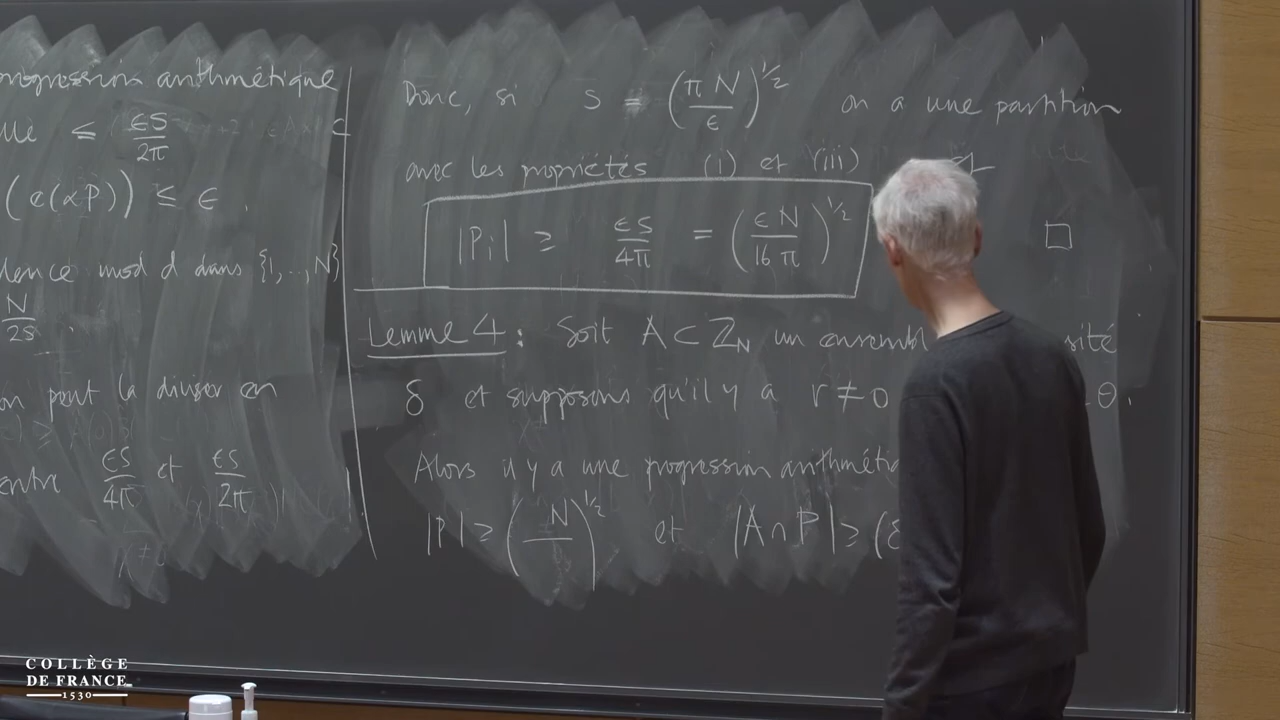 progression arithmétique
≤ εS/2π
(e(αP)) ≤ ε.
mod d dans {1,..,N}
N/2s.
on peut la diviser en
entre εS/4π et εS/2π
Donc, si s = (πN/ε)^1/2 on a une partition
avec les propriétés (i) et (iii) et
|Pi| ≥ εS/4π = (εN/16π)^1/2 □
Lemme 4 : Soit A ⊂ ℤN un
δ et supposons qu'il y a r ≠ 0 θ.
Alors il y a une progression
|P| ≥ ( N/ )^1/2 et |A∩P| ≥ (
COLLÈGE
DE FRANCE
1530